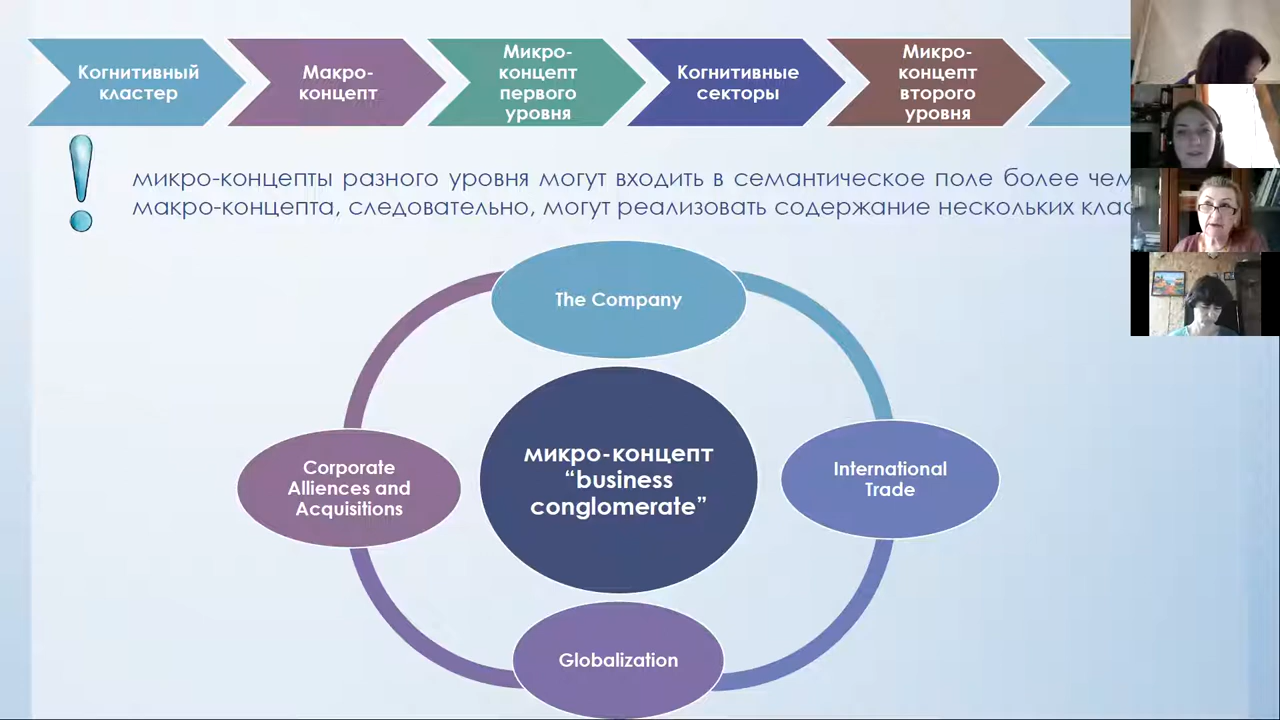 Когнитивный
кластер
Макро-
концепт
Микро-
концепт
первого
уровня
Когнитивные
секторы
Микро-
концепт
второго
уровня
микро-концепты разного уровня могут входить в семантическое поле более чем
макро-концепта, следовательно, могут реализовать содержание нескольких
The Company
Corporate
Alliences and
Acquisitions
микро-концепт
“business
conglomerate”
International
Trade
Globalization